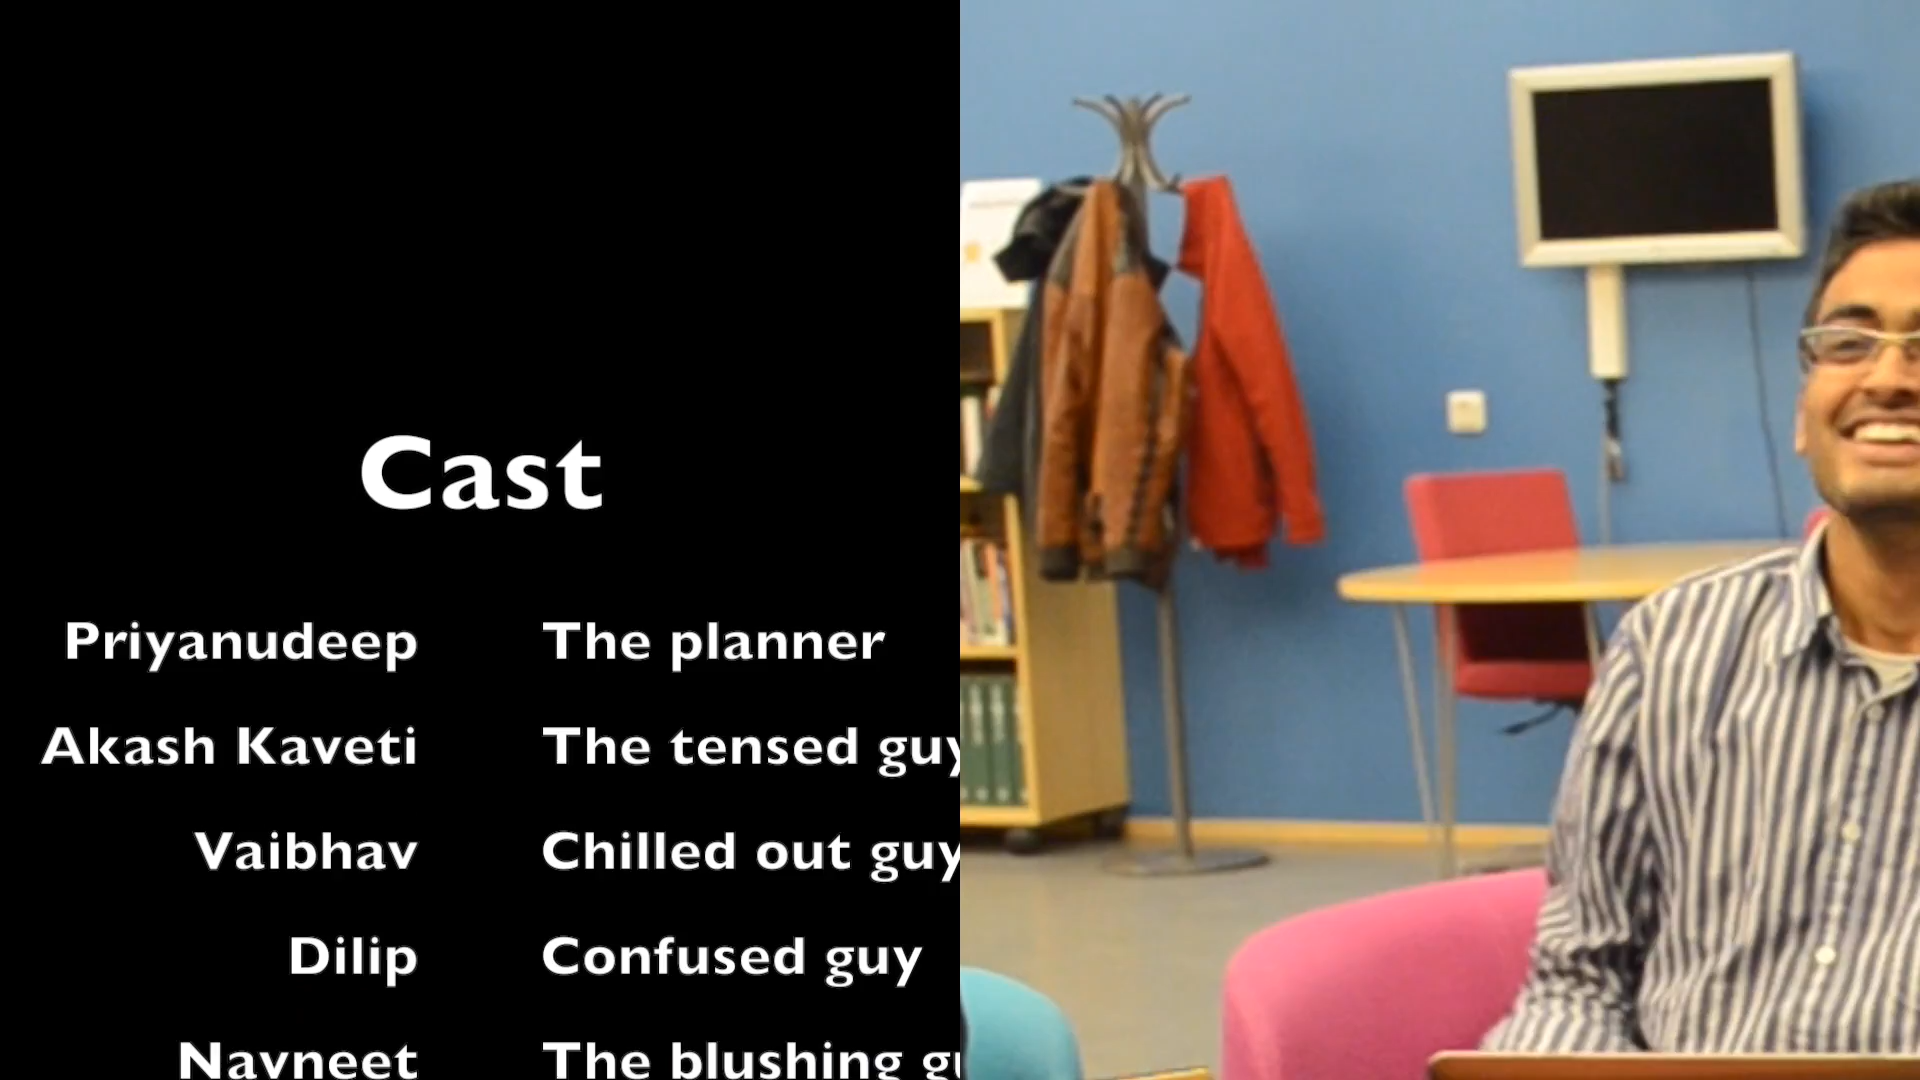 Cast
Priyanudeep The planner
Akash Kaveti The tensed guy
Vaibhav Chilled out guy
Dilip Confused guy
Navneet The blushing